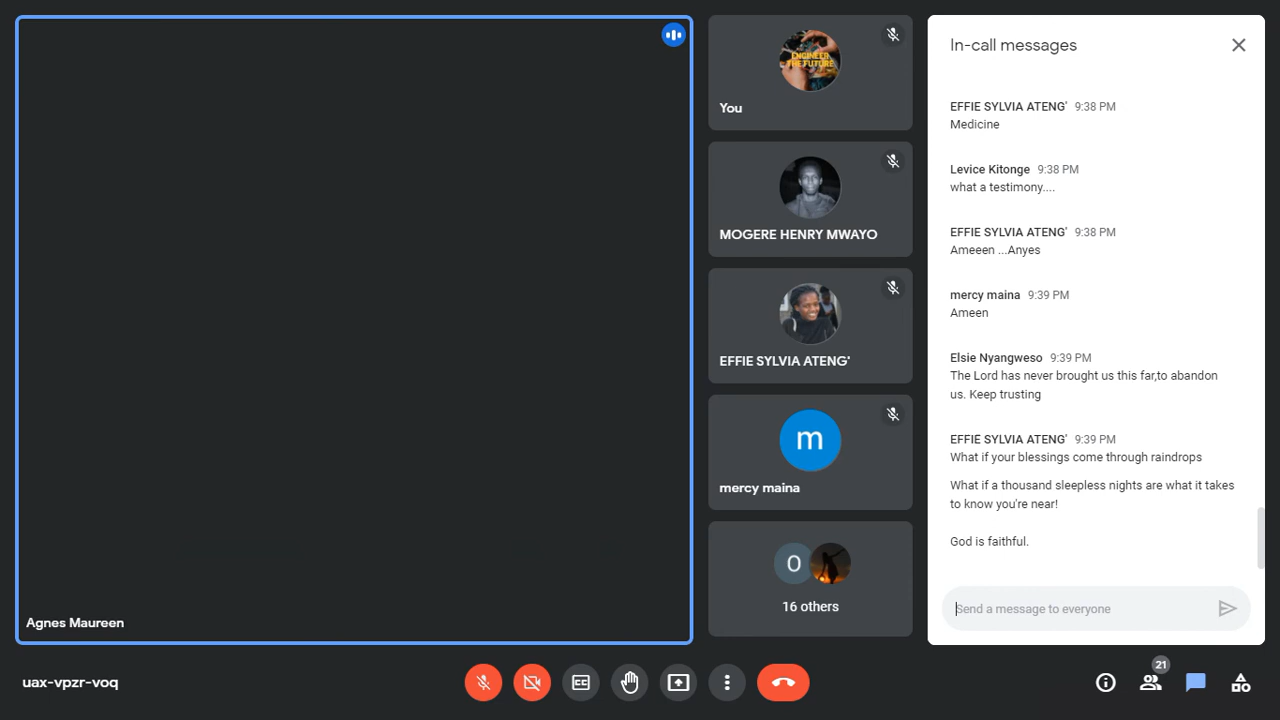 Agnes Maureen
ENGINEER
THE FUTURE
You
MOGERE HENRY MWAYO
EFFIE SYLVIA ATENG'
m
mercy maina
O
16 others
In-call messages
EFFIE SYLVIA ATENG' 9:38 PM
Medicine
Levice Kitonge 9:38 PM
what a testimony....
EFFIE SYLVIA ATENG' 9:38 PM
Ameeen ...Anyes
mercy maina 9:39 PM
Ameen
Elsie Nyangweso 9:39 PM
The Lord has never brought us this far,to abandon
us. Keep trusting
EFFIE SYLVIA ATENG' 9:39 PM
What if your blessings come through raindrops
What if a thousand sleepless nights are what it takes
to know you're near!
God is faithful.
Send a message to everyone
uax-vpzr-voq
CC
21